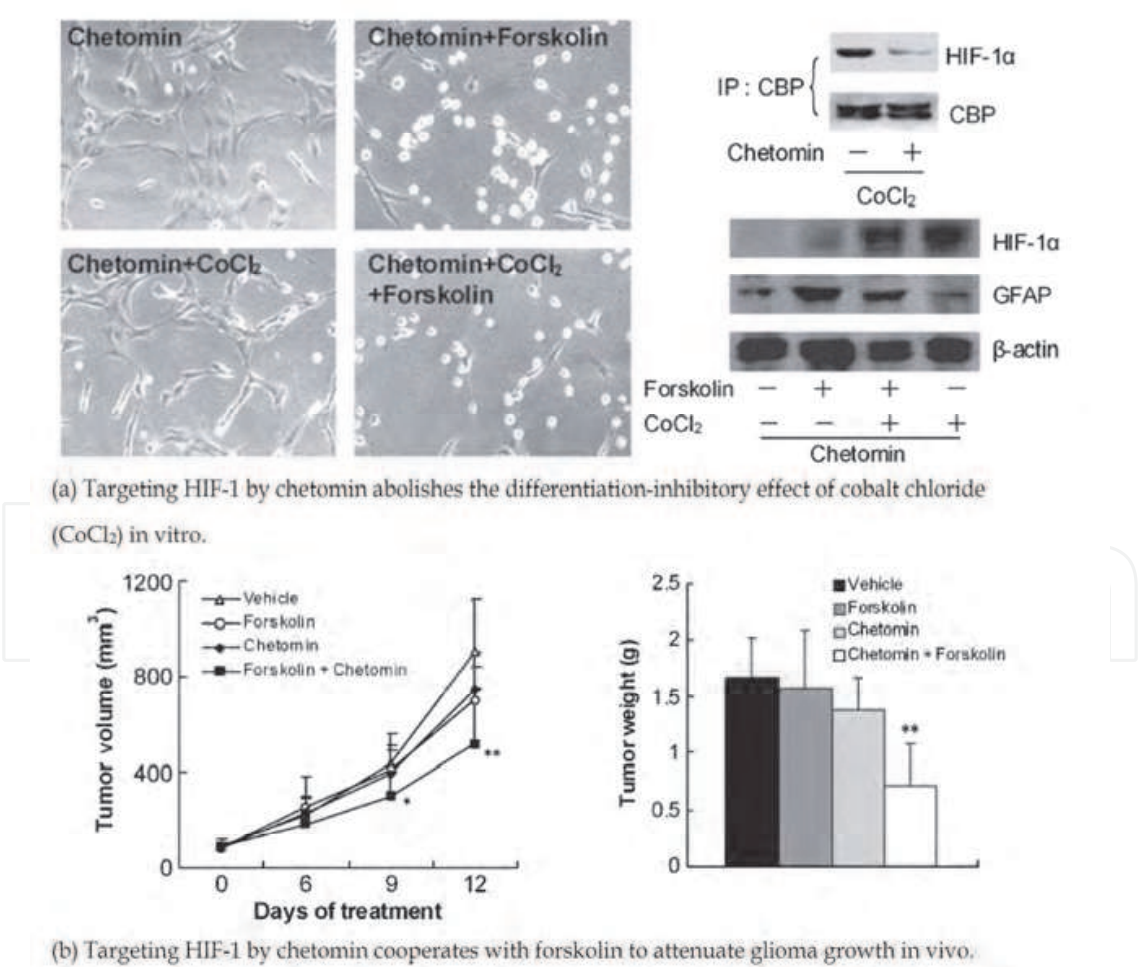 Chetomin
Chetomin+Forskolin
Chetomin+CoCl₂
Chetomin+CoCl₂
+Forskolin
IP : CBP
HIF-1α
CBP
Chetomin − +
CoCl₂
HIF-1α
GFAP
β-actin
Forskolin − + + −
CoCl₂ − − + +
Chetomin
(a) Targeting HIF-1 by chetomin abolishes the differentiation-inhibitory effect of cobalt chloride
(CoCl₂) in vitro.
Tumor volume (mm³)
1200
800
400
0
Vehicle
Forskolin
Chetomin
Forskolin + Chetomin
*
**
0 6 9 12
Days of treatment
Tumor weight (g)
2.5
2
1.5
1
0.5
0
Vehicle
Forskolin
Chetomin
Chetomin + Forskolin
**
(b) Targeting HIF-1 by chetomin cooperates with forskolin to attenuate glioma growth in vivo.